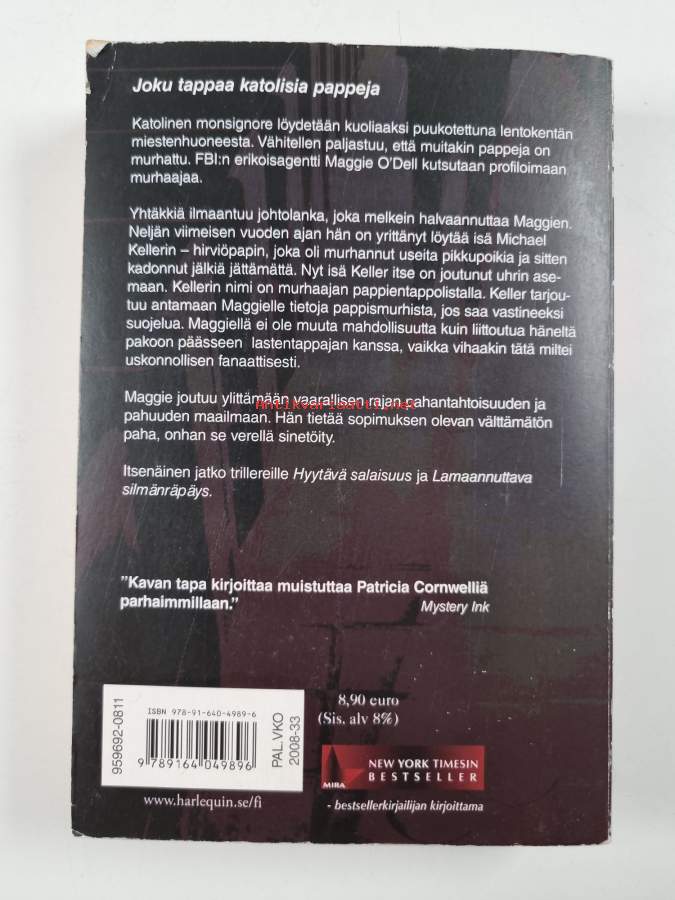 Joku tappaa katolisia pappeja
Katolinen monsignore löydetään kuoliaaksi puukotettuna lentokentän
miestenhuoneesta. Vähitellen paljastuu, että muitakin pappeja on
murhattu. FBI:n erikoisagentti Maggie O'Dell kutsutaan profiloimaan
murhaajaa.
Yhtäkkiä ilmaantuu johtolanka, joka melkein halvaannuttaa Maggien.
Neljän viimeisen vuoden ajan hän on yrittänyt löytää isä Michael
Kellerin – hirviöpapin, joka oli murhannut useita pikkupoikia ja sitten
kadonnut jälkiä jättämättä. Nyt isä Keller itse on joutunut uhrin ase-
maan. Kellerin nimi on murhaajan pappientappolistalla. Keller tarjou-
tuu antamaan Maggielle tietoja pappismurhista, jos saa vastineeksi
suojelua. Maggiellä ei ole muuta mahdollisuutta kuin liittoutua häneltä
pakoon päässeen lastentappajan kanssa, vaikka vihaakin tätä miltei
uskonnollisen fanaattisesti.
Maggie joutuu ylittämään vaarallisen rajan pahantahtoisuuden ja
Antikvariaatti.net
pahuuden maailmaan. Hän tietää sopimuksen olevan välttämätön
paha, onhan se verellä sinetöity.
Itsenäinen jatko trillereille Hyytävä salaisuus ja Lamaannuttava
silmänräpäys.
"Kavan tapa kirjoittaa muistuttaa Patricia Cornwelliä
parhaimmillaan."
Mystery Ink
959692-0811
ISBN 978-91-640-4989-6
9 789164 049896
PAL.VKO
2008-33
8,90 euro
(Sis. alv 8%)
MIRA
NEW YORK TIMESIN
BESTSELLER
www.harlequin.se/fi
- bestsellerkirjailijan kirjoittama